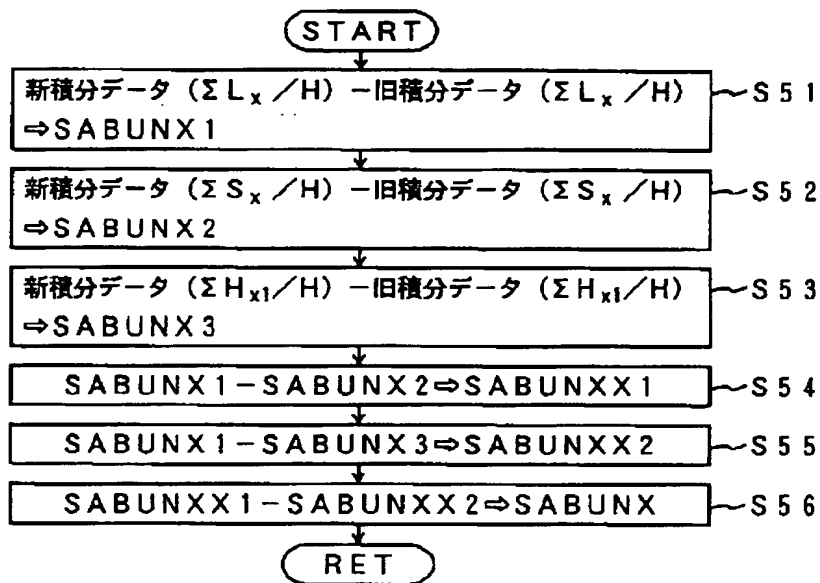 START
新積分データ(ΣLx/H)-旧積分データ(ΣLx/H)
⇨SABUNX1
~S51
新積分データ(ΣSx/H)-旧積分データ(ΣSx/H)
⇨SABUNX2
~S52
新積分データ(ΣHx1/H)-旧積分データ(ΣHx1/H)
⇨SABUNX3
~S53
SABUNX1-SABUNX2⇨SABUNXX1
~S54
SABUNX1-SABUNX3⇨SABUNXX2
~S55
SABUNXX1-SABUNXX2⇨SABUNX
~S56
RET